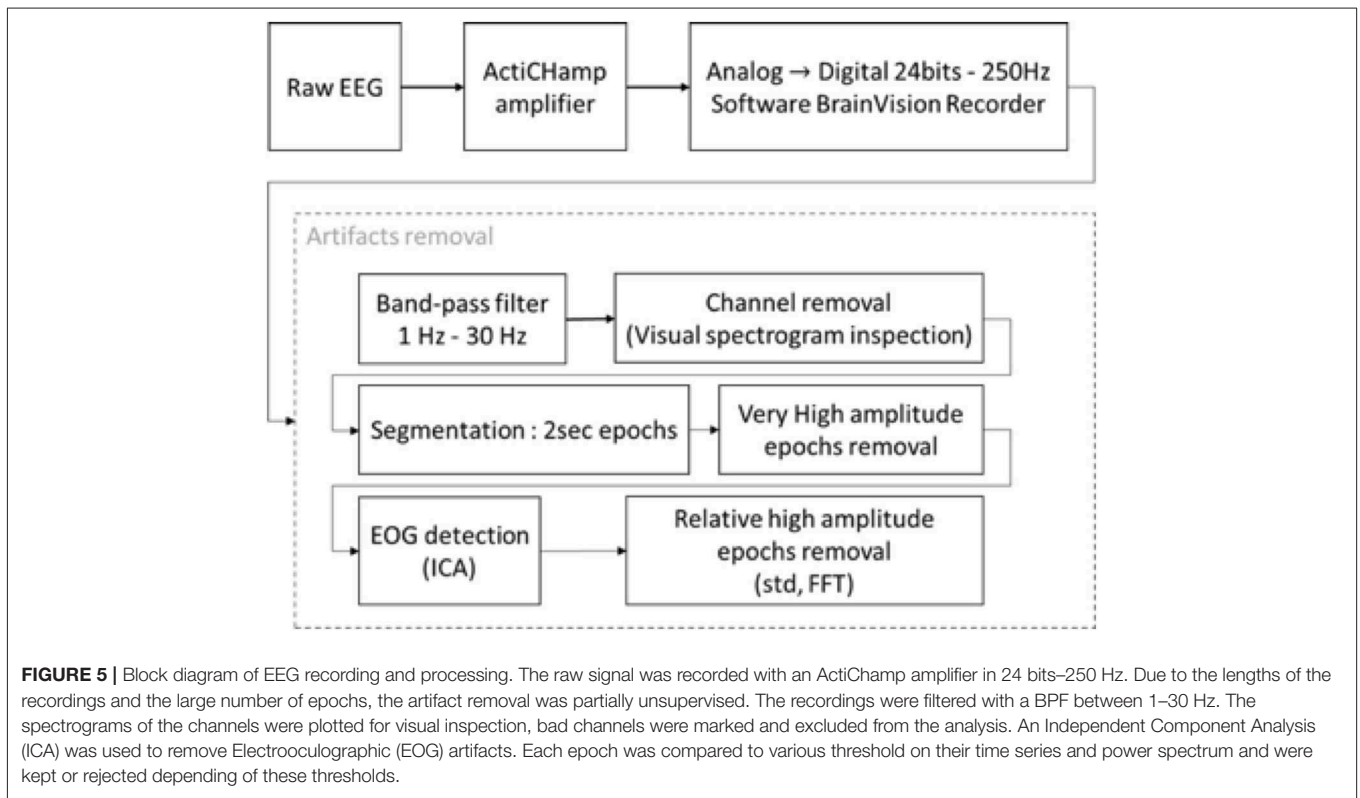 Raw EEG
ActiCHamp
amplifier
Analog → Digital 24bits - 250Hz
Software BrainVision Recorder
Artifacts removal
Band-pass filter
1 Hz - 30 Hz
Channel removal
(Visual spectrogram inspection)
Segmentation : 2sec epochs
Very High amplitude
epochs removal
EOG detection
(ICA)
Relative high amplitude
epochs removal
(std, FFT)
FIGURE 5 | Block diagram of EEG recording and processing. The raw signal was recorded with an ActiChamp amplifier in 24 bits–250 Hz. Due to the lengths of the
recordings and the large number of epochs, the artifact removal was partially unsupervised. The recordings were filtered with a BPF between 1–30 Hz. The
spectrograms of the channels were plotted for visual inspection, bad channels were marked and excluded from the analysis. An Independent Component Analysis
(ICA) was used to remove Electrooculographic (EOG) artifacts. Each epoch was compared to various threshold on their time series and power spectrum and were
kept or rejected depending of these thresholds.